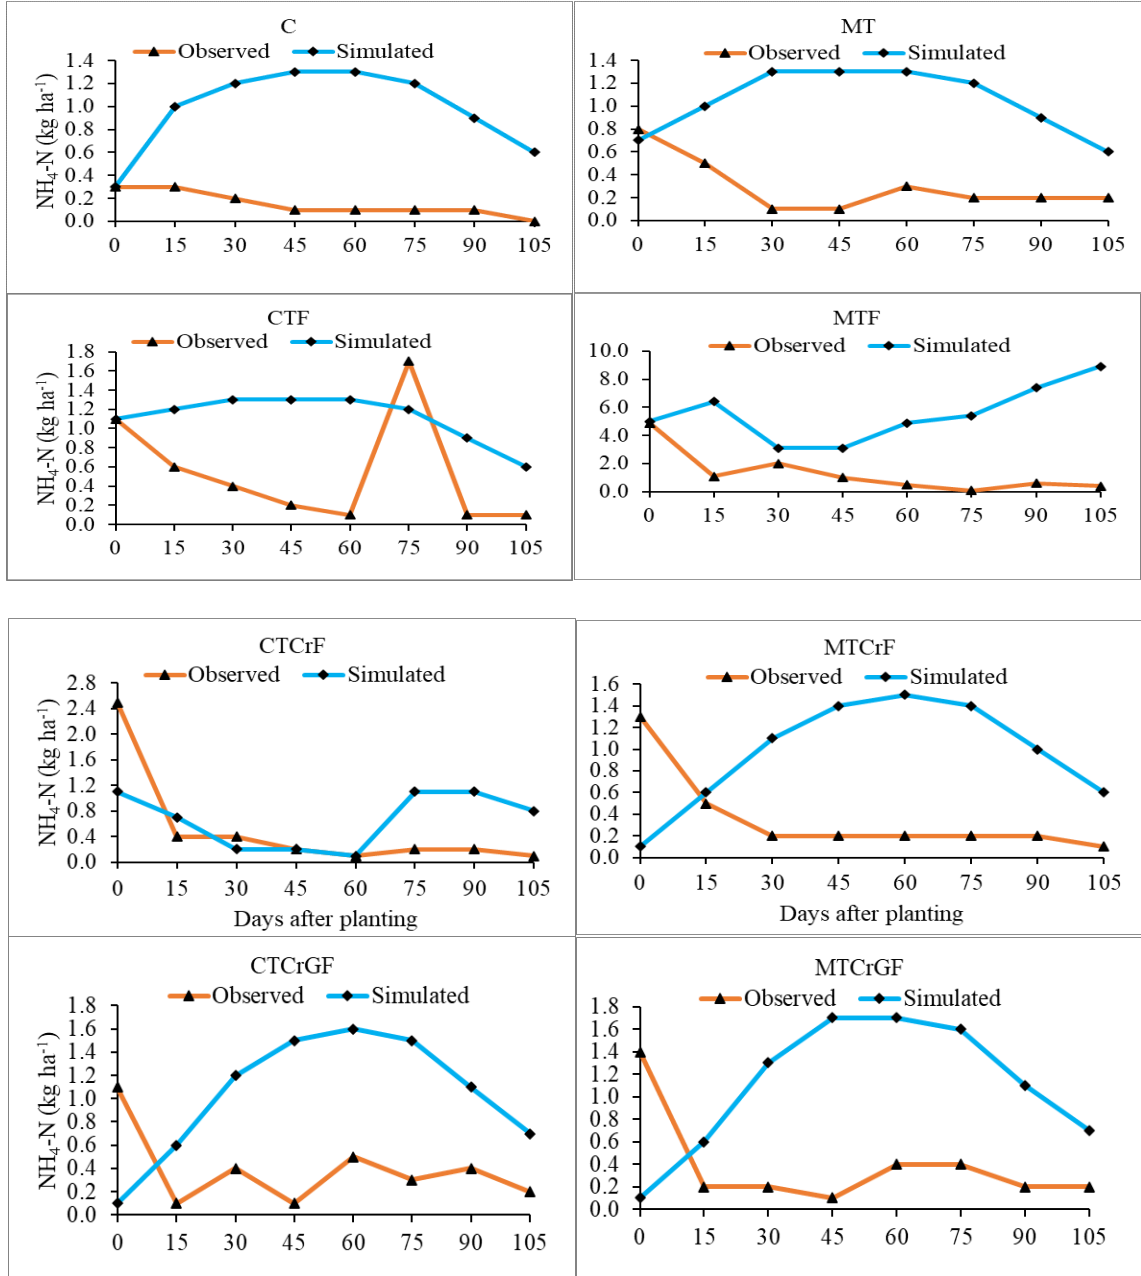 C
Observed Simulated
NH4-N (kg ha-1)
1.4
1.2
1.0
0.8
0.6
0.4
0.2
0.0
0 15 30 45 60 75 90 105
MT
Observed Simulated
1.4
1.2
1.0
0.8
0.6
0.4
0.2
0.0
0 15 30 45 60 75 90 105
CTF
Observed Simulated
NH4-N (kg ha-1)
1.8
1.6
1.4
1.2
1.0
0.8
0.6
0.4
0.2
0.0
0 15 30 45 60 75 90 105
MTF
Observed Simulated
10.0
8.0
6.0
4.0
2.0
0.0
0 15 30 45 60 75 90 105
CTCrF
Observed Simulated
NH4-N (kg ha-1)
2.8
2.4
2.0
1.6
1.2
0.8
0.4
0.0
0 15 30 45 60 75 90 105
Days after planting
MTCrF
Observed Simulated
1.6
1.4
1.2
1.0
0.8
0.6
0.4
0.2
0.0
0 15 30 45 60 75 90 105
Days after planting
CTCrGF
Observed Simulated
NH4-N (kg ha-1)
1.8
1.6
1.4
1.2
1.0
0.8
0.6
0.4
0.2
0.0
0 15 30 45 60 75 90 105
MTCrGF
Observed Simulated
1.8
1.6
1.4
1.2
1.0
0.8
0.6
0.4
0.2
0.0
0 15 30 45 60 75 90 105